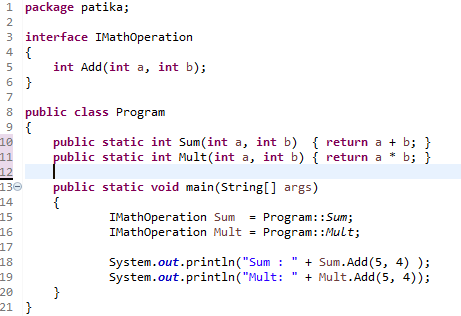 1 package patika;
2
3 interface IMathOperation
4 {
5     int Add(int a, int b);
6 }
7
8 public class Program
9 {
10     public static int Sum(int a, int b)  { return a + b; }
11     public static int Mult(int a, int b) { return a * b; }
12
13     public static void main(String[] args)
14     {
15             IMathOperation Sum  = Program::Sum;
16             IMathOperation Mult = Program::Mult;
17
18             System.out.println("Sum : " + Sum.Add(5, 4) );
19             System.out.println("Mult: " + Mult.Add(5, 4));
20     }
21 }